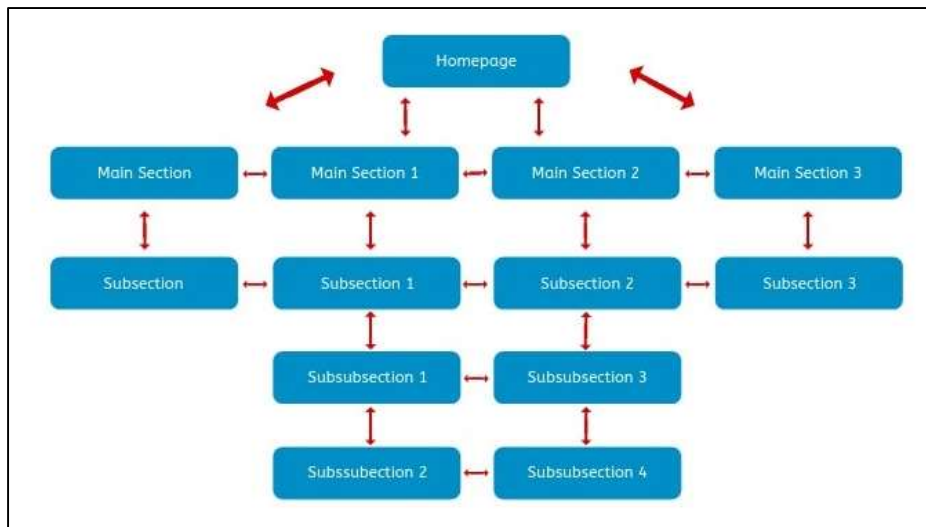 Homepage
Main Section
Main Section 1
Main Section 2
Main Section 3
Subsection
Subsection 1
Subsection 2
Subsection 3
Subsubsection 1
Subsubsection 3
Subssubection 2
Subsubsection 4